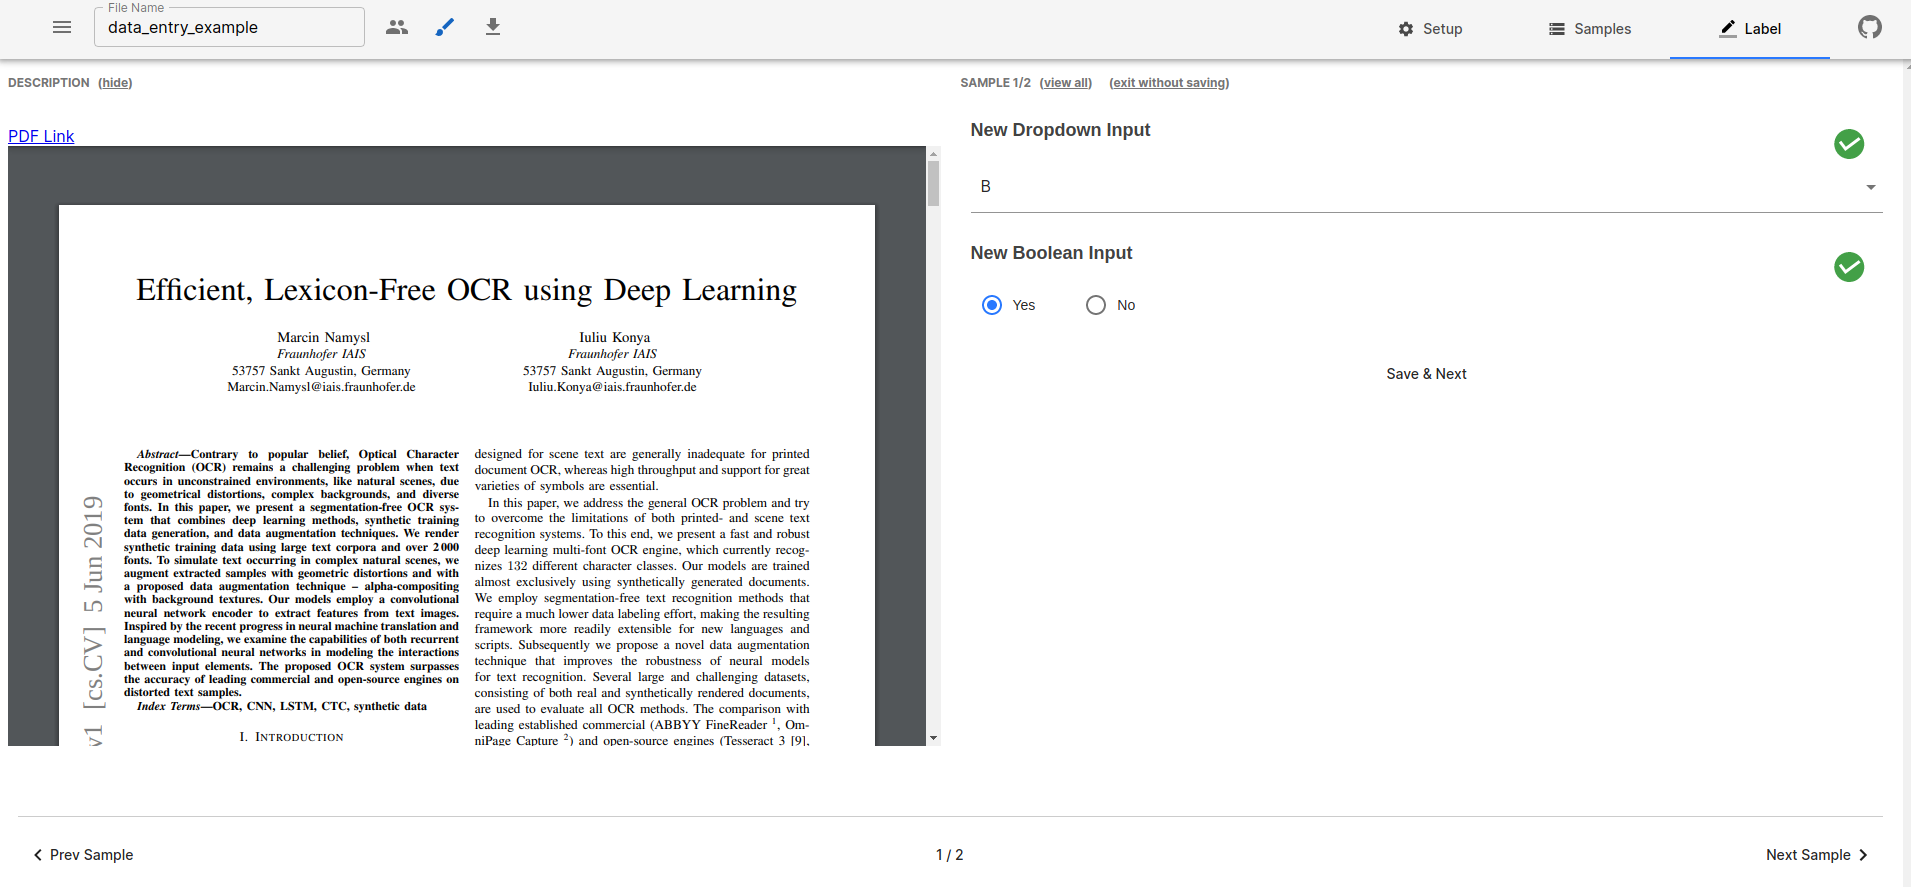 File Name
data_entry_example
Setup
Samples
Label
DESCRIPTION (hide)
SAMPLE 1/2 (view all) (exit without saving)
PDF Link
Efficient, Lexicon-Free OCR using Deep Learning
Marcin Namysl
Fraunhofer IAIS
53757 Sankt Augustin, Germany
Marcin.Namysl@iais.fraunhofer.de
Iuliu Konya
Fraunhofer IAIS
53757 Sankt Augustin, Germany
Iuliu.Konya@iais.fraunhofer.de
v1 [cs.CV] 5 Jun 2019
Abstract—Contrary to popular belief, Optical Character
Recognition (OCR) remains a challenging problem when text
occurs in unconstrained environments, like natural scenes, due
to geometrical distortions, complex backgrounds, and diverse
fonts. In this paper, we present a segmentation-free OCR sys-
tem that combines deep learning methods, synthetic training
data generation, and data augmentation techniques. We render
synthetic training data using large text corpora and over 2000
fonts. To simulate text occurring in complex natural scenes, we
augment extracted samples with geometric distortions and with
a proposed data augmentation technique – alpha-compositing
with background textures. Our models employ a convolutional
neural network encoder to extract features from text images.
Inspired by the recent progress in neural machine translation and
language modeling, we examine the capabilities of both recurrent
and convolutional neural networks in modeling the interactions
between input elements. The proposed OCR system surpasses
the accuracy of leading commercial and open-source engines on
distorted text samples.
Index Terms—OCR, CNN, LSTM, CTC, synthetic data
I. INTRODUCTION
designed for scene text are generally inadequate for printed
document OCR, whereas high throughput and support for great
varieties of symbols are essential.
In this paper, we address the general OCR problem and try
to overcome the limitations of both printed- and scene text
recognition systems. To this end, we present a fast and robust
deep learning multi-font OCR engine, which currently recog-
nizes 132 different character classes. Our models are trained
almost exclusively using synthetically generated documents.
We employ segmentation-free text recognition methods that
require a much lower data labeling effort, making the resulting
framework more readily extensible for new languages and
scripts. Subsequently we propose a novel data augmentation
technique that improves the robustness of neural models
for text recognition. Several large and challenging datasets,
consisting of both real and synthetically rendered documents,
are used to evaluate all OCR methods. The comparison with
leading established commercial (ABBYY FineReader 1, Om-
niPage Capture 2) and open-source engines (Tesseract 3 [9],
New Dropdown Input
B
New Boolean Input
Yes
No
Save & Next
Prev Sample
1 / 2
Next Sample